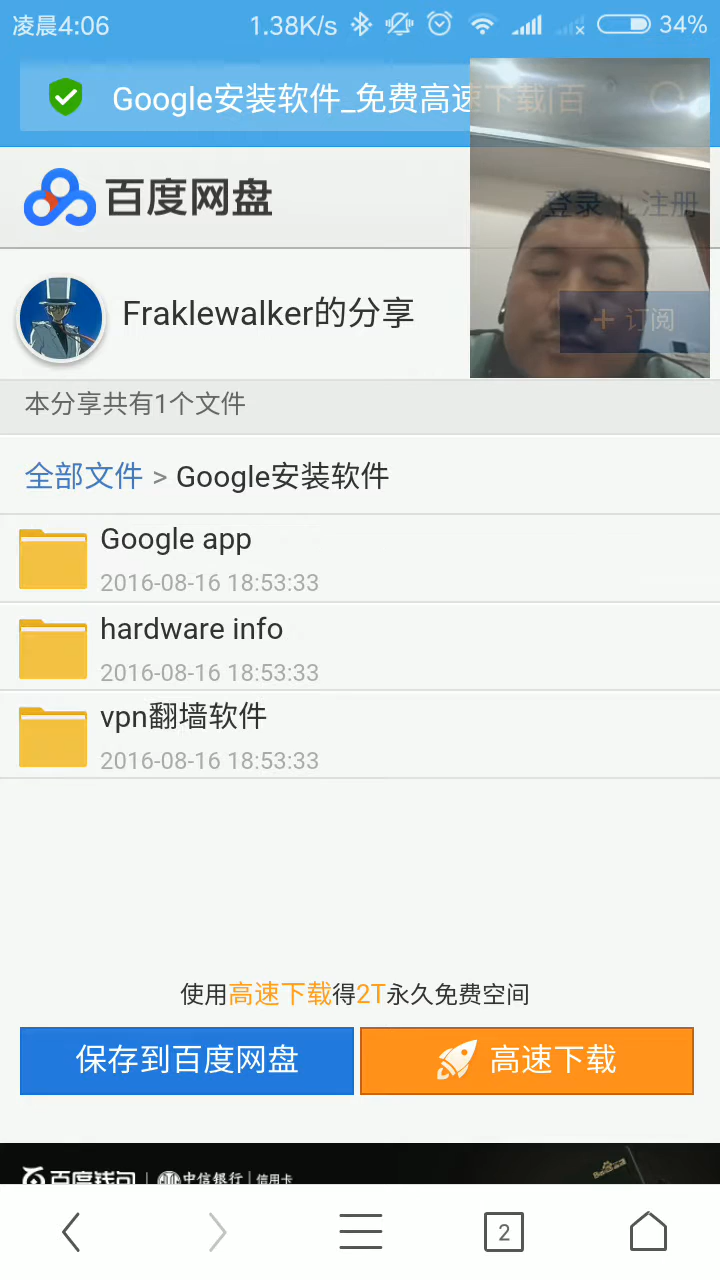 凌晨4:06 1.38K/s 34%
Google安装软件_免费高速下载|百
百度网盘
登录 | 注册
Fraklewalker的分享
+ 订阅
本分享共有1个文件
全部文件 > Google安装软件
Google app
2016-08-16 18:53:33
hardware info
2016-08-16 18:53:33
vpn翻墙软件
2016-08-16 18:53:33
使用高速下载得2T永久免费空间
保存到百度网盘
高速下载
百度钱包 | 中信银行 | 信用卡
2